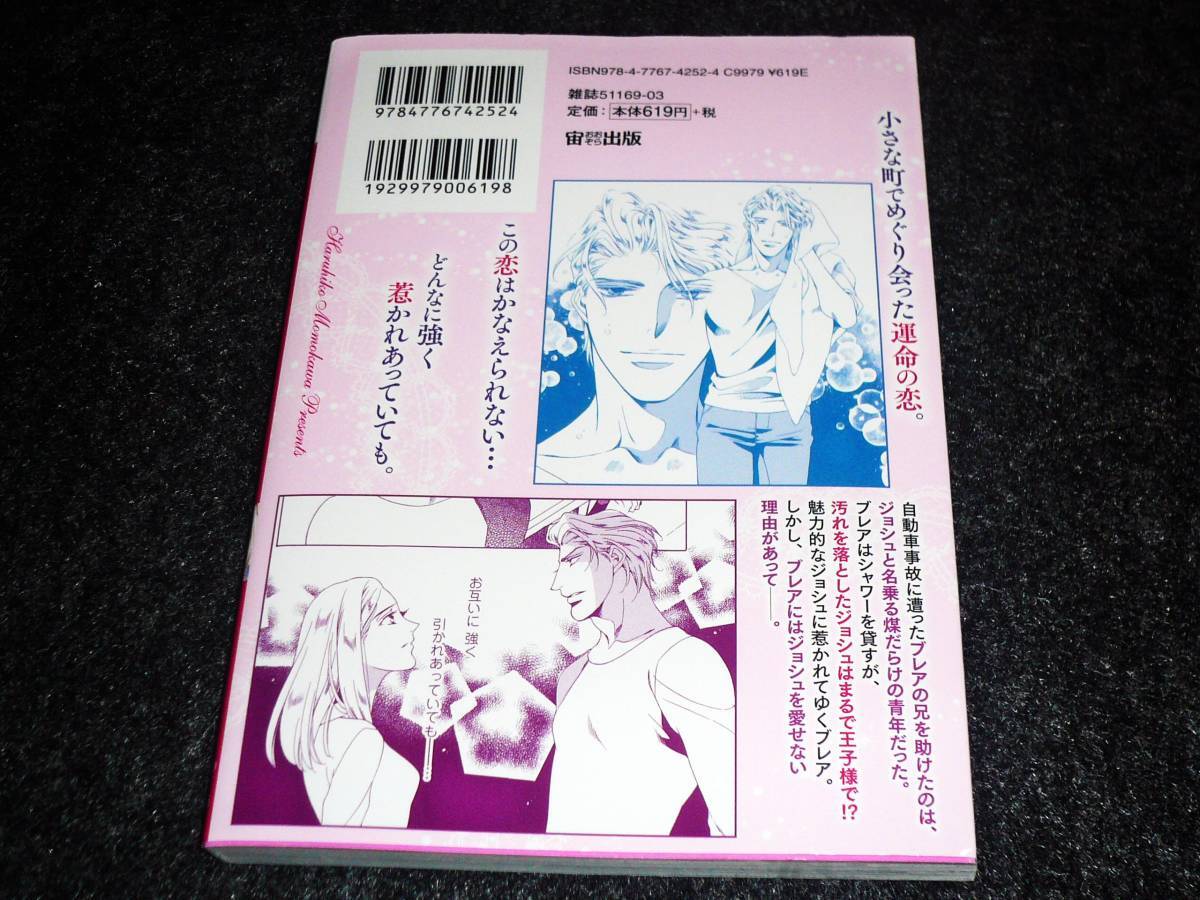 ISBN978-4-7767-4252-4 C9979 ¥619E
雑誌51169-03
定価：本体619円+税
宙おおぞら出版
9784776742524
1929979006198
小さな町でめぐり会った運命の恋。
この恋はかなえられない…
どんなに強く
惹かれあっていても。
Haruhiko Momokawa Presents
自動車事故に遭ったブレアの兄を助けたのは、
ジョシュと名乗る煤だらけの青年だった。
ブレアはシャワーを貸すが、
汚れを落としたジョシュはまるで王子様で!?
魅力的なジョシュに惹かれてゆくブレア。
しかし、ブレアにはジョシュを愛せない
理由があって――。
お互いに 強く
引かれあっていても――……